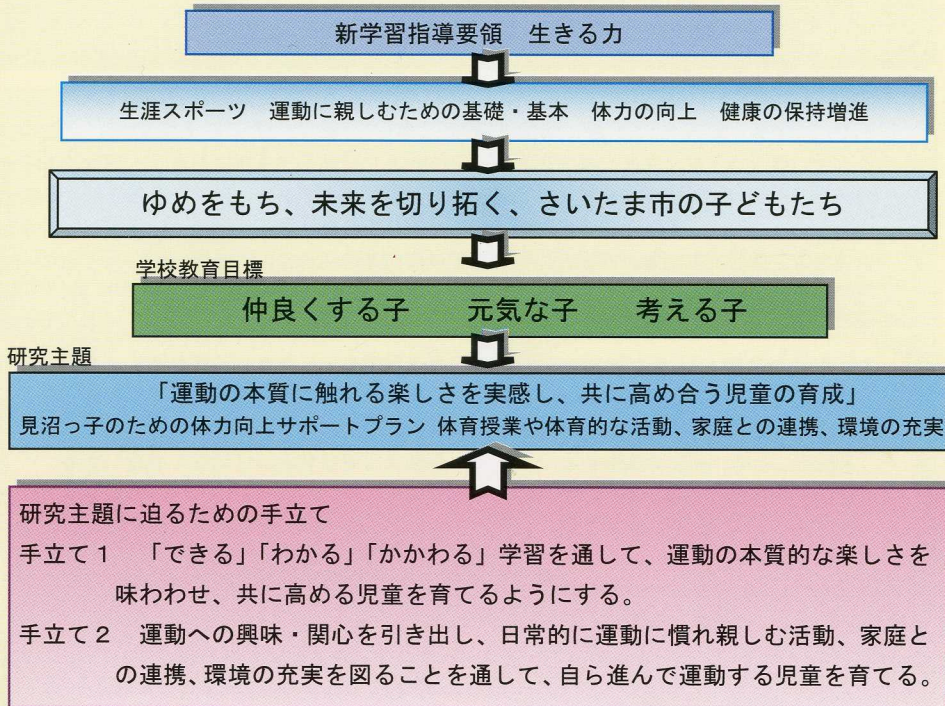 新学習指導要領　生きる力
生涯スポーツ　運動に親しむための基礎・基本　体力の向上　健康の保持増進
ゆめをもち、未来を切り拓く、さいたま市の子どもたち
学校教育目標
仲良くする子　　元気な子　　考える子
研究主題
「運動の本質に触れる楽しさを実感し、共に高め合う児童の育成」
見沼っ子のための体力向上サポートプラン 体育授業や体育的な活動、家庭との連携、環境の充実
研究主題に迫るための手立て
手立て１　「できる」「わかる」「かかわる」学習を通して、運動の本質的な楽しさを
味わわせ、共に高める児童を育てるようにする。
手立て２　運動への興味・関心を引き出し、日常的に運動に慣れ親しむ活動、家庭と
の連携、環境の充実を図ることを通して、自ら進んで運動する児童を育てる。